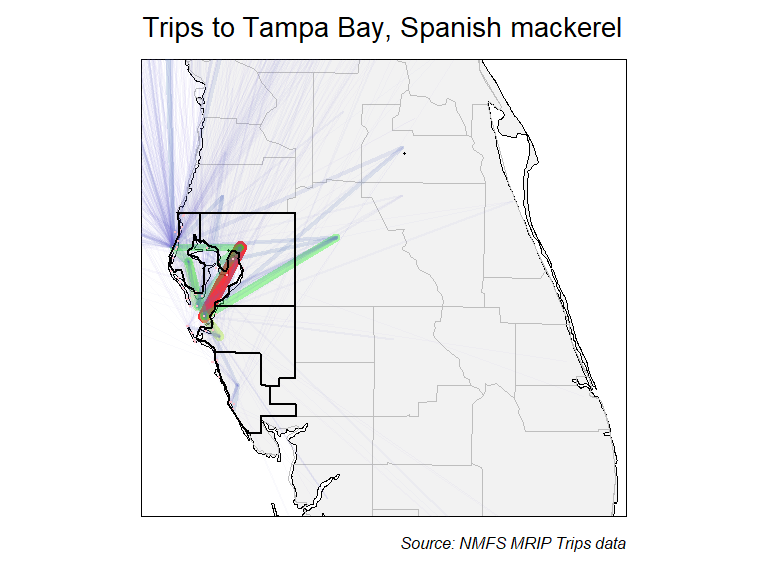 Trips to Tampa Bay, Spanish mackerel
Source: NMFS MRIP Trips data